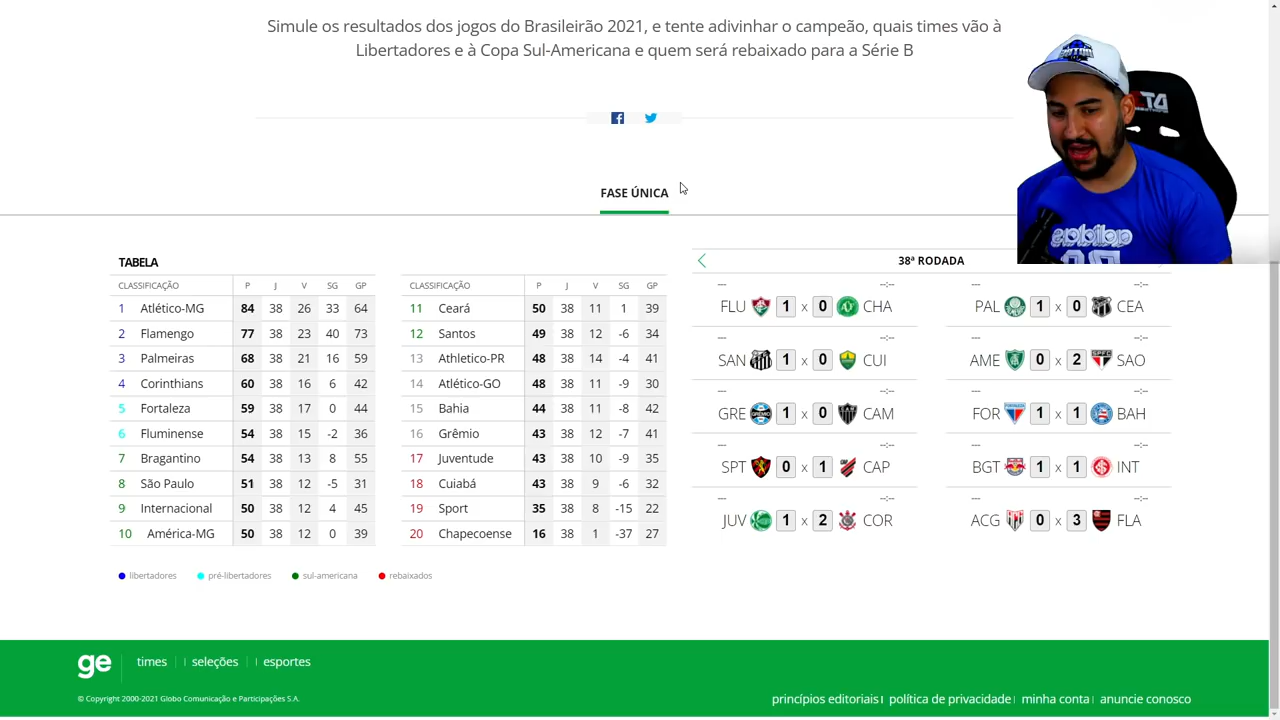 Simule os resultados dos jogos do Brasileirão 2021, e tente adivinhar o campeão, quais times vão à
Libertadores e à Copa Sul-Americana e quem será rebaixado para a Série B
FASE ÚNICA
TABELA
CLASSIFICAÇÃO P J V SG GP
1 Atlético-MG 84 38 26 33 64
2 Flamengo 77 38 23 40 73
3 Palmeiras 68 38 21 16 59
4 Corinthians 60 38 16 6 42
5 Fortaleza 59 38 17 0 44
6 Fluminense 54 38 15 -2 36
7 Bragantino 54 38 13 8 55
8 São Paulo 51 38 12 -5 31
9 Internacional 50 38 12 4 45
10 América-MG 50 38 12 0 39
CLASSIFICAÇÃO P J V SG GP
11 Ceará 50 38 11 1 39
12 Santos 49 38 12 -6 34
13 Athletico-PR 48 38 14 -4 41
14 Atlético-GO 48 38 11 -9 30
15 Bahia 44 38 11 -8 42
16 Grêmio 43 38 12 -7 41
17 Juventude 43 38 10 -9 35
18 Cuiabá 43 38 9 -6 32
19 Sport 35 38 8 -15 22
20 Chapecoense 16 38 1 -37 27
libertadores pré-libertadores sul-americana rebaixados
38ª RODADA
--- --:--
FLU 1 x 0 CHA
--- --:--
PAL 1 x 0 CEA
--- --:--
SAN 1 x 0 CUI
--- --:--
AME 0 x 2 SAO
--- --:--
GRE 1 x 0 CAM
--- --:--
FOR 1 x 1 BAH
--- --:--
SPT 0 x 1 CAP
--- --:--
BGT 1 x 1 INT
--- --:--
JUV 1 x 2 COR
--- --:--
ACG 0 x 3 FLA
ge times seleções esportes
© Copyright 2000-2021 Globo Comunicação e Participações S.A.
princípios editoriais política de privacidade minha conta anuncie conosco